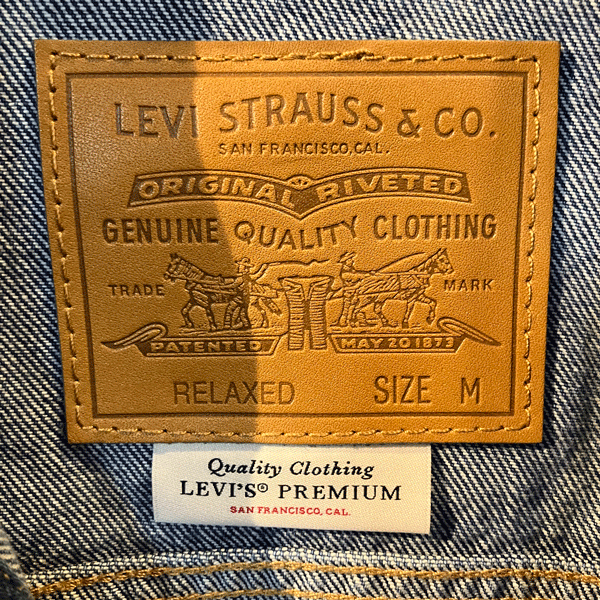 LEVI STRAUSS & CO.
SAN FRANCISCO, CAL.
ORIGINAL RIVETED
GENUINE QUALITY CLOTHING
TRADE MARK
PATENTED MAY 20 1873
RELAXED SIZE M
Quality Clothing
LEVI'S® PREMIUM
SAN FRANCISCO, CAL.